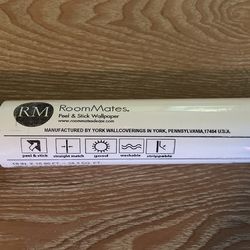 RM
RoomMates®
Peel & Stick Wallpaper
www.roommatesdecor.com
MANUFACTURED BY YORK WALLCOVERINGS IN YORK, PENNSYLVANIA,17404 U.S.A.
peel & stick straight match good washable strippable